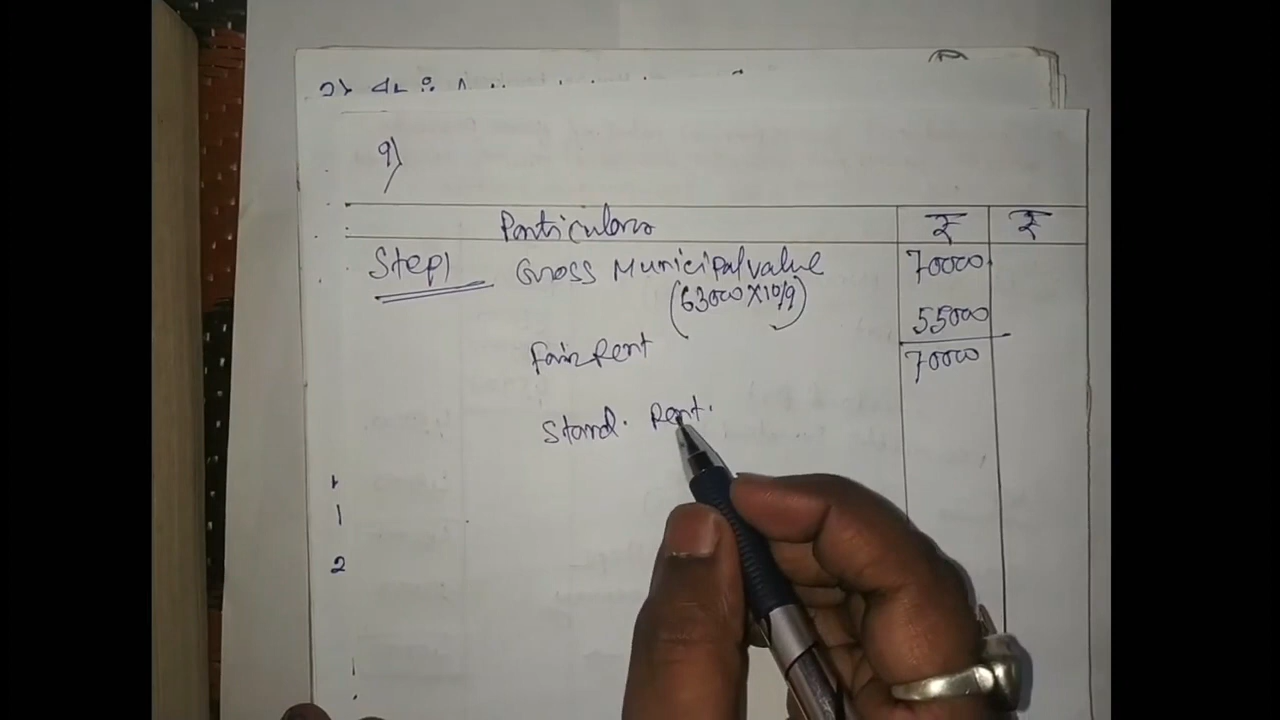 9)
Particulars ₹ ₹
Step1 Gross Municipal value 70000
(63000 X 10/9)
55000
Fair Rent 70000
Stand. Rent.
1
2